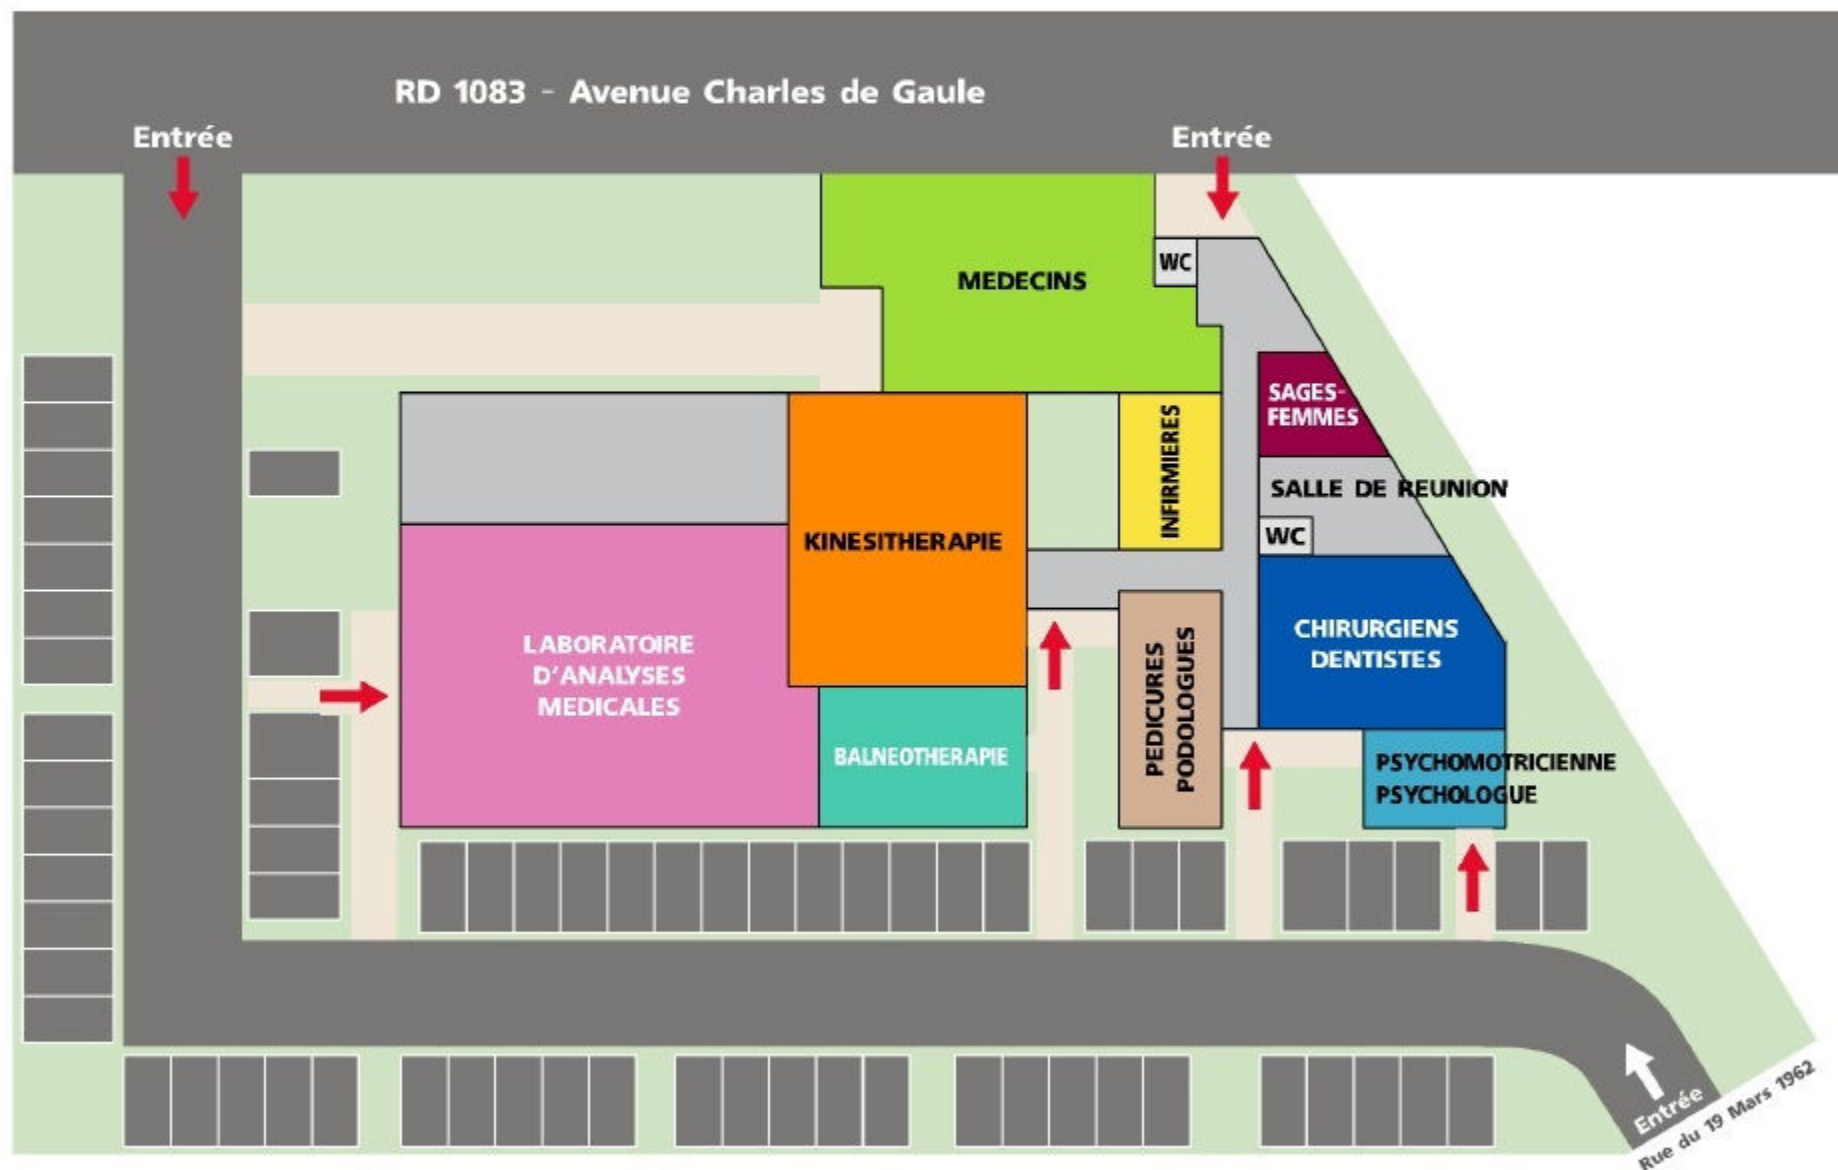 RD 1083 - Avenue Charles de Gaule
Entrée
Entrée
MEDECINS
WC
SAGES-
FEMMES
INFIRMIERES
SALLE DE REUNION
WC
KINESITHERAPIE
LABORATOIRE
D'ANALYSES
MEDICALES
CHIRURGIENS
DENTISTES
PEDICURES
PODOLOGUES
BALNEOTHERAPIE
PSYCHOMOTRICIENNE
PSYCHOLOGUE
Entrée
Rue du 19 Mars 1962